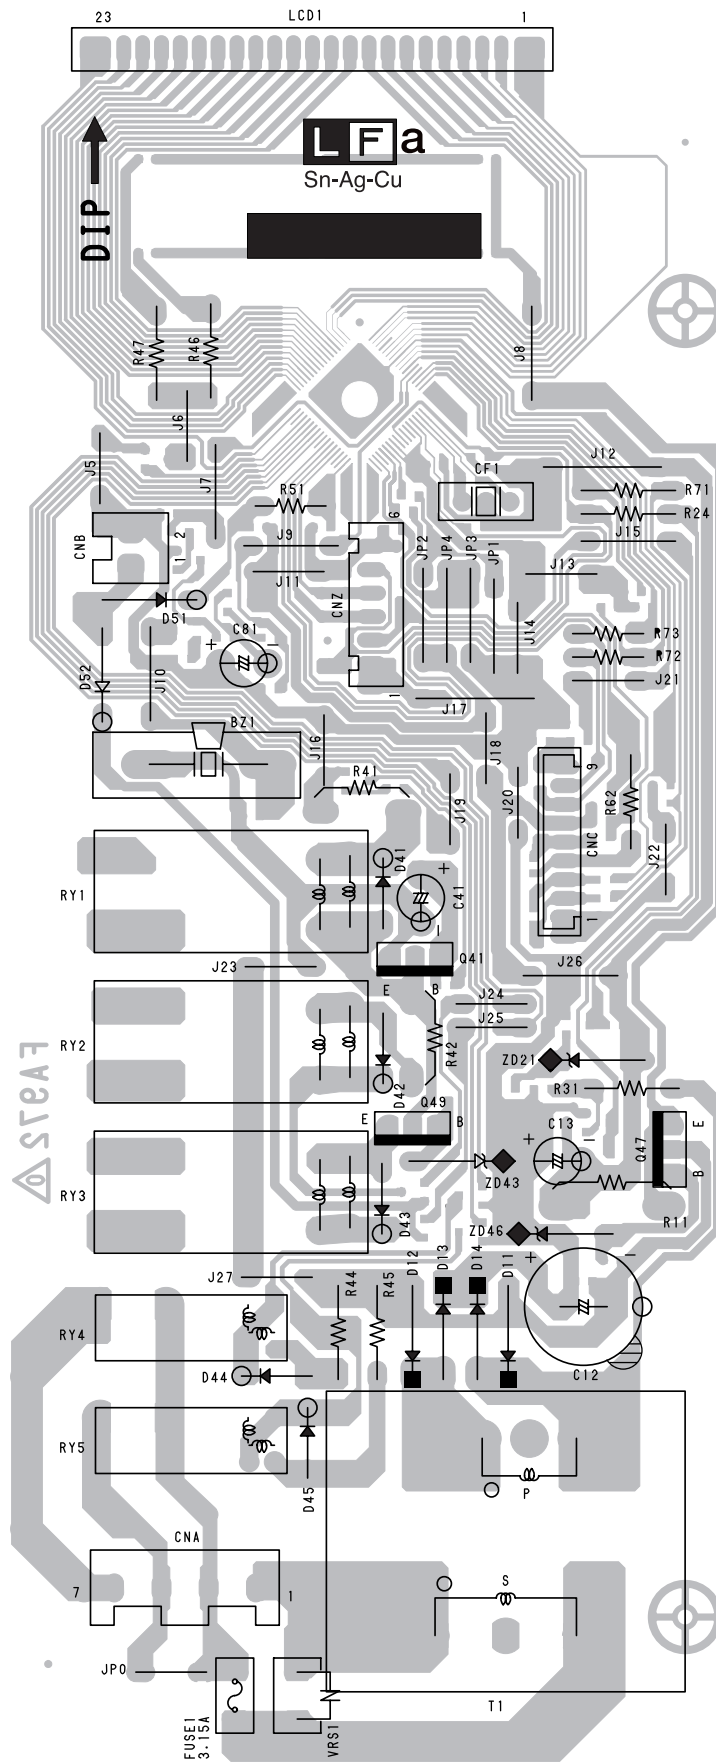 23 LCD1 1
LFa
Sn-Ag-Cu
DIP
R47 R46 J8
J6
J5 J7 J12
CF1
R51 R71
R24
CNB 2 1 J9 6 JP2 JP4 JP3 JP1 J15
J11 CNZ J13
D51
C81 + - J14 R73
D52 J10 R72
1 J21
BZ1 J17
J16 J18
R41 J19 J20 9 R62
CNC J22
D41
RY1 + C41
1
I Q41
J23 J26
E B J24
J25
RY2 R42 ZD21
FA972 0
D42 R31
Q49 C13
E B + - Q47 E
ZD43 B
RY3
D43 ZD46 R11
D12 D13 D14 D11 + -
J27 R44 R45
RY4
D44 C12
RY5
D45 P
CNA
7 1 S
JP0
FUSE1
3.15A
VRS1 T1